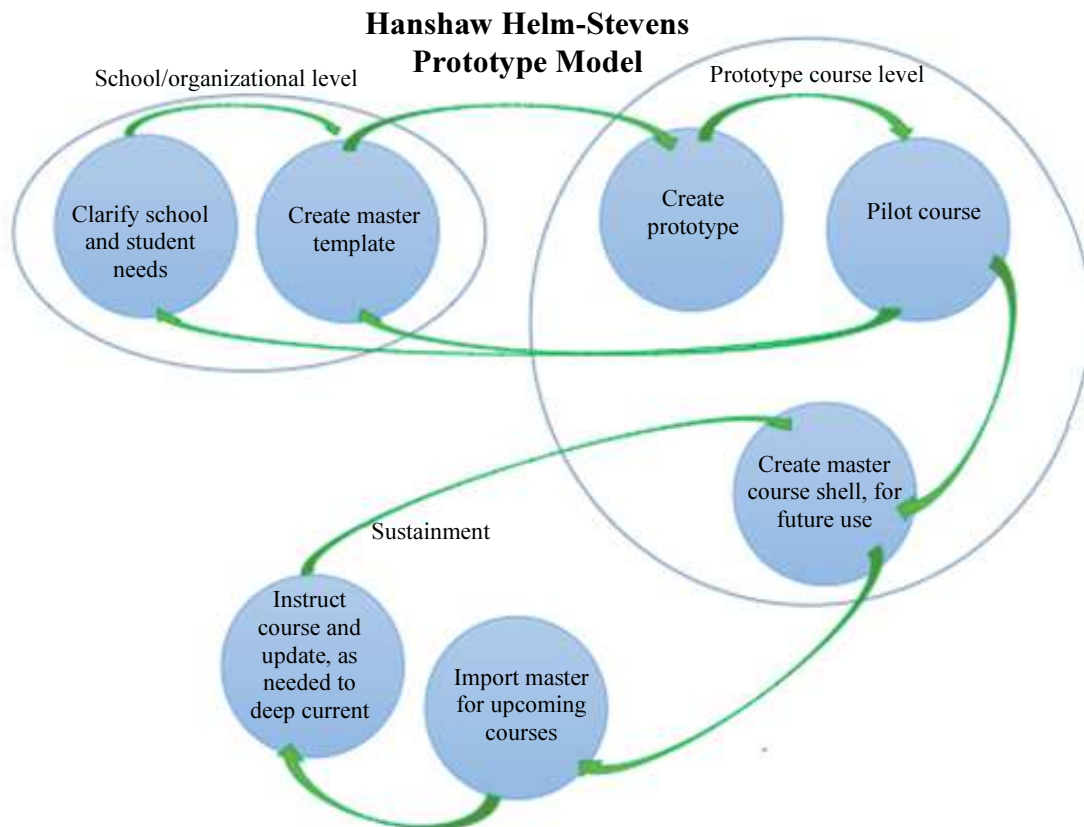 Hanshaw Helm-Stevens
Prototype Model
School/organizational level
Prototype course level
Clarify school
and student
needs
Create master
template
Create
prototype
Pilot course
Create master
course shell, for
future use
Sustainment
Instruct
course and
update, as
needed to
deep current
Import master
for upcoming
courses